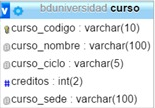 bduniversidad curso
curso_codigo : varchar(10)
curso_nombre : varchar(100)
curso_ciclo : varchar(5)
# creditos : int(2)
curso_sede : varchar(100)